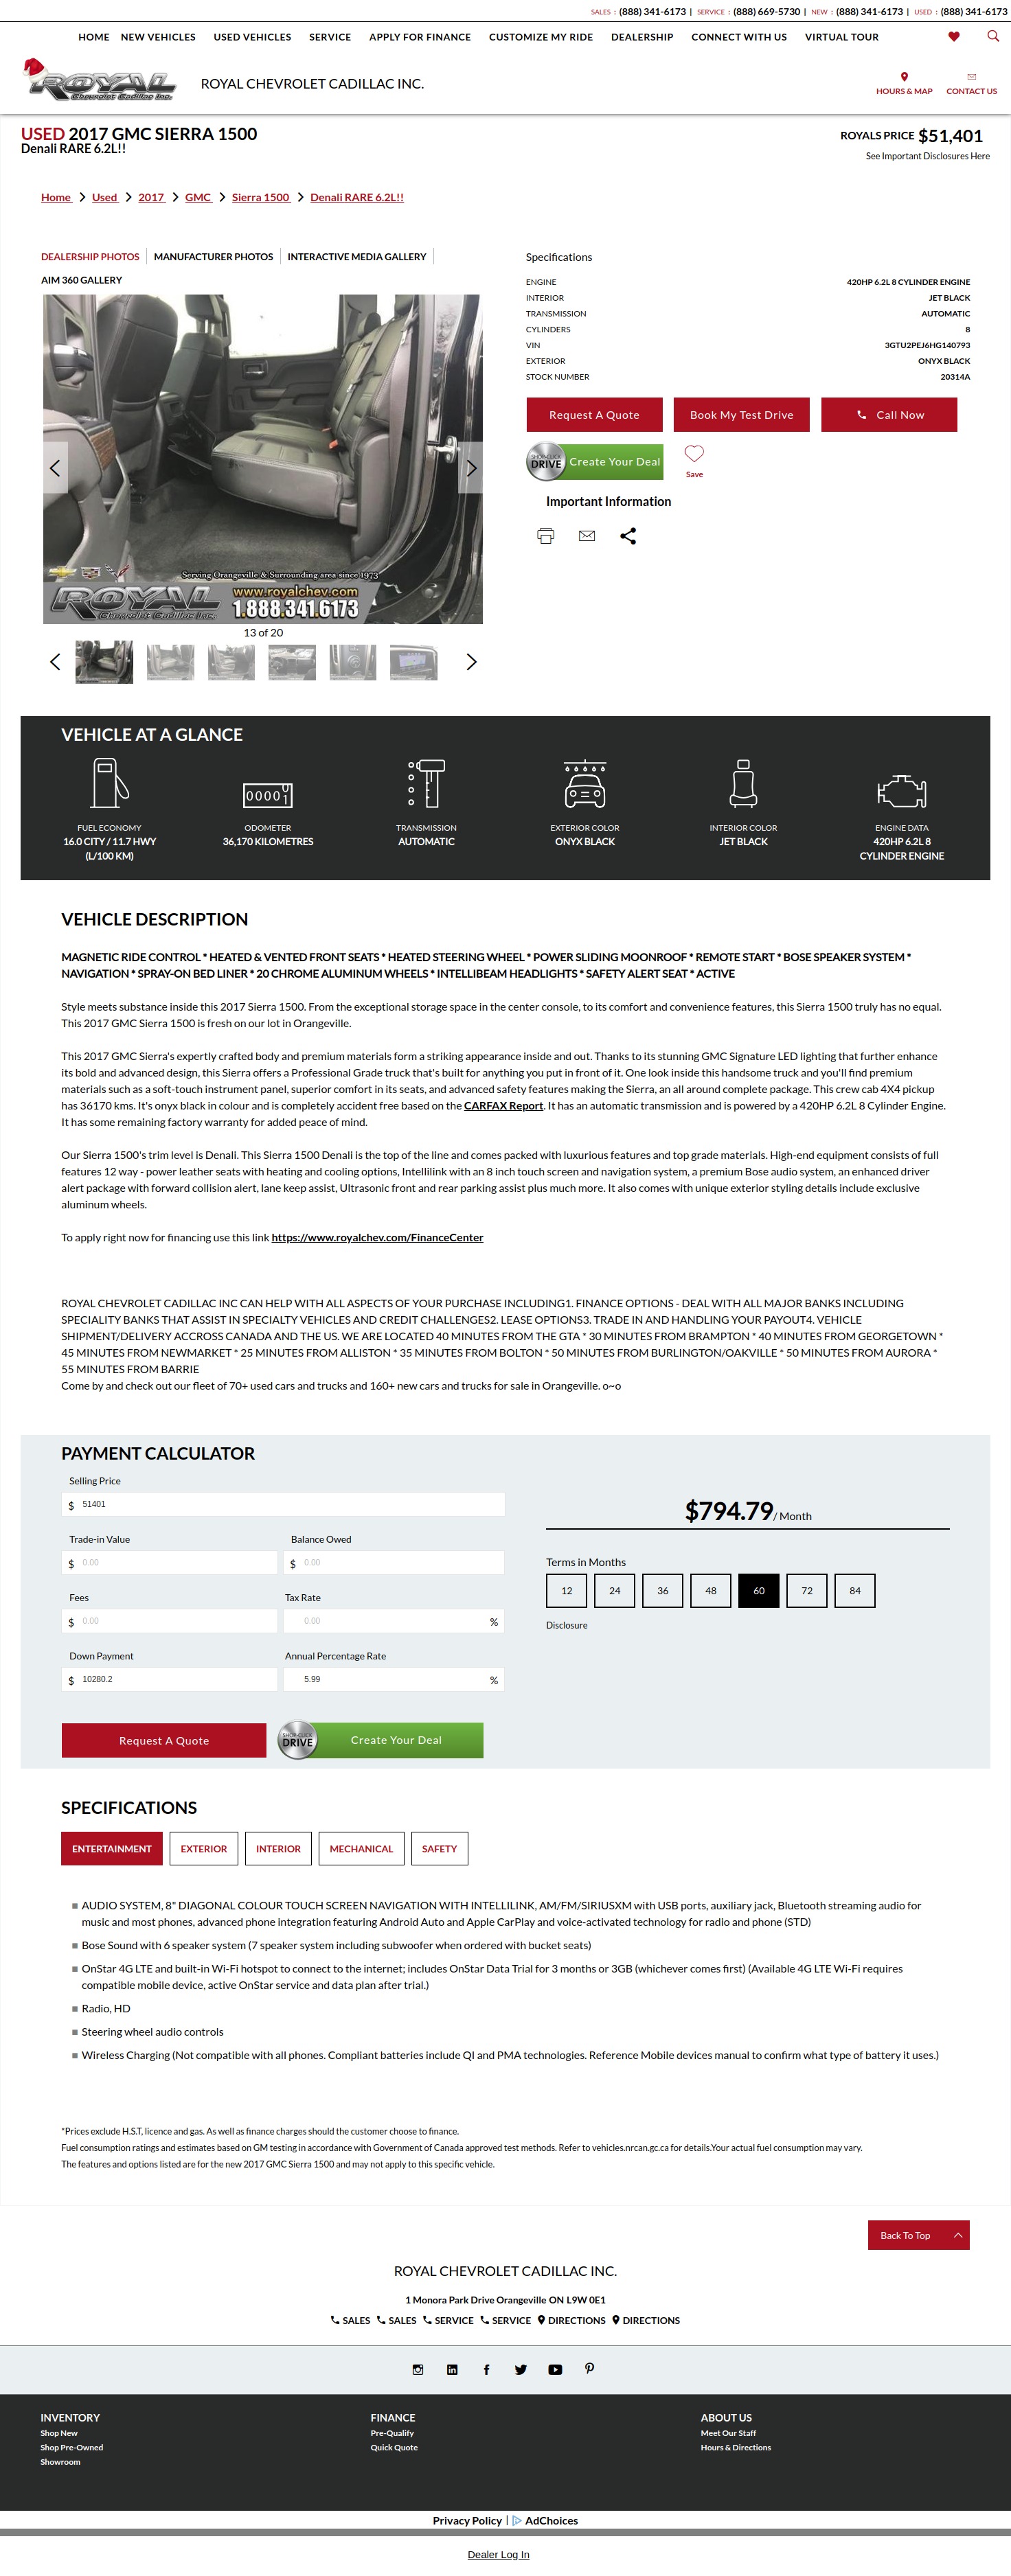 SALES : (888) 341-6173 | SERVICE : (888) 669-5730 | NEW : (888) 341-6173 | USED : (888) 341-6173
HOME NEW VEHICLES USED VEHICLES SERVICE APPLY FOR FINANCE CUSTOMIZE MY RIDE DEALERSHIP CONNECT WITH US VIRTUAL TOUR
ROYAL
Chevrolet Cadillac Inc.
ROYAL CHEVROLET CADILLAC INC.
HOURS & MAP CONTACT US
USED 2017 GMC SIERRA 1500
Denali RARE 6.2L!!
ROYALS PRICE $51,401
See Important Disclosures Here
Home Used 2017 GMC Sierra 1500 Denali RARE 6.2L!!
DEALERSHIP PHOTOS MANUFACTURER PHOTOS INTERACTIVE MEDIA GALLERY
AIM 360 GALLERY
Serving Orangeville & Surrounding area since 1973
ROYAL
Chevrolet Cadillac Inc.
www.royalchev.com
1.888.341.6173
13 of 20
Specifications
ENGINE 420HP 6.2L 8 CYLINDER ENGINE
INTERIOR JET BLACK
TRANSMISSION AUTOMATIC
CYLINDERS 8
VIN 3GTU2PEJ6HG140793
EXTERIOR ONYX BLACK
STOCK NUMBER 20314A
Request A Quote Book My Test Drive Call Now
SHOP·CLICK DRIVE Create Your Deal
Save
Important Information
VEHICLE AT A GLANCE
00001
FUEL ECONOMY
16.0 CITY / 11.7 HWY
(L/100 KM)
ODOMETER
36,170 KILOMETRES
TRANSMISSION
AUTOMATIC
EXTERIOR COLOR
ONYX BLACK
INTERIOR COLOR
JET BLACK
ENGINE DATA
420HP 6.2L 8
CYLINDER ENGINE
VEHICLE DESCRIPTION
MAGNETIC RIDE CONTROL * HEATED & VENTED FRONT SEATS * HEATED STEERING WHEEL * POWER SLIDING MOONROOF * REMOTE START * BOSE SPEAKER SYSTEM *
NAVIGATION * SPRAY-ON BED LINER * 20 CHROME ALUMINUM WHEELS * INTELLIBEAM HEADLIGHTS * SAFETY ALERT SEAT * ACTIVE
Style meets substance inside this 2017 Sierra 1500. From the exceptional storage space in the center console, to its comfort and convenience features, this Sierra 1500 truly has no equal.
This 2017 GMC Sierra 1500 is fresh on our lot in Orangeville.
This 2017 GMC Sierra's expertly crafted body and premium materials form a striking appearance inside and out. Thanks to its stunning GMC Signature LED lighting that further enhance
its bold and advanced design, this Sierra offers a Professional Grade truck that's built for anything you put in front of it. One look inside this handsome truck and you'll find premium
materials such as a soft-touch instrument panel, superior comfort in its seats, and advanced safety features making the Sierra, an all around complete package. This crew cab 4X4 pickup
has 36170 kms. It's onyx black in colour and is completely accident free based on the CARFAX Report. It has an automatic transmission and is powered by a 420HP 6.2L 8 Cylinder Engine.
It has some remaining factory warranty for added peace of mind.
Our Sierra 1500's trim level is Denali. This Sierra 1500 Denali is the top of the line and comes packed with luxurious features and top grade materials. High-end equipment consists of full
features 12 way - power leather seats with heating and cooling options, Intellilink with an 8 inch touch screen and navigation system, a premium Bose audio system, an enhanced driver
alert package with forward collision alert, lane keep assist, Ultrasonic front and rear parking assist plus much more. It also comes with unique exterior styling details include exclusive
aluminum wheels.
To apply right now for financing use this link https://www.royalchev.com/FinanceCenter
ROYAL CHEVROLET CADILLAC INC CAN HELP WITH ALL ASPECTS OF YOUR PURCHASE INCLUDING1. FINANCE OPTIONS - DEAL WITH ALL MAJOR BANKS INCLUDING
SPECIALITY BANKS THAT ASSIST IN SPECIALTY VEHICLES AND CREDIT CHALLENGES2. LEASE OPTIONS3. TRADE IN AND HANDLING YOUR PAYOUT4. VEHICLE
SHIPMENT/DELIVERY ACCROSS CANADA AND THE US. WE ARE LOCATED 40 MINUTES FROM THE GTA * 30 MINUTES FROM BRAMPTON * 40 MINUTES FROM GEORGETOWN *
45 MINUTES FROM NEWMARKET * 25 MINUTES FROM ALLISTON * 35 MINUTES FROM BOLTON * 50 MINUTES FROM BURLINGTON/OAKVILLE * 50 MINUTES FROM AURORA *
55 MINUTES FROM BARRIE
Come by and check out our fleet of 70+ used cars and trucks and 160+ new cars and trucks for sale in Orangeville. o~o
PAYMENT CALCULATOR
Selling Price
$ 51401
Trade-in Value Balance Owed
$ 0.00 $ 0.00
Fees Tax Rate
$ 0.00 0.00 %
Down Payment Annual Percentage Rate
$ 10280.2 5.99 %
Request A Quote SHOP·CLICK DRIVE Create Your Deal
$794.79/ Month
Terms in Months
12 24 36 48 60 72 84
Disclosure
SPECIFICATIONS
ENTERTAINMENT EXTERIOR INTERIOR MECHANICAL SAFETY
AUDIO SYSTEM, 8" DIAGONAL COLOUR TOUCH SCREEN NAVIGATION WITH INTELLILINK, AM/FM/SIRIUSXM with USB ports, auxiliary jack, Bluetooth streaming audio for
music and most phones, advanced phone integration featuring Android Auto and Apple CarPlay and voice-activated technology for radio and phone (STD)
Bose Sound with 6 speaker system (7 speaker system including subwoofer when ordered with bucket seats)
OnStar 4G LTE and built-in Wi-Fi hotspot to connect to the internet; includes OnStar Data Trial for 3 months or 3GB (whichever comes first) (Available 4G LTE Wi-Fi requires
compatible mobile device, active OnStar service and data plan after trial.)
Radio, HD
Steering wheel audio controls
Wireless Charging (Not compatible with all phones. Compliant batteries include QI and PMA technologies. Reference Mobile devices manual to confirm what type of battery it uses.)
*Prices exclude H.S.T, licence and gas. As well as finance charges should the customer choose to finance.
Fuel consumption ratings and estimates based on GM testing in accordance with Government of Canada approved test methods. Refer to vehicles.nrcan.gc.ca for details.Your actual fuel consumption may vary.
The features and options listed are for the new 2017 GMC Sierra 1500 and may not apply to this specific vehicle.
Back To Top
ROYAL CHEVROLET CADILLAC INC.
1 Monora Park Drive Orangeville ON L9W 0E1
SALES SALES SERVICE SERVICE DIRECTIONS DIRECTIONS
INVENTORY
Shop New
Shop Pre-Owned
Showroom
FINANCE
Pre-Qualify
Quick Quote
ABOUT US
Meet Our Staff
Hours & Directions
Privacy Policy | AdChoices
Dealer Log In